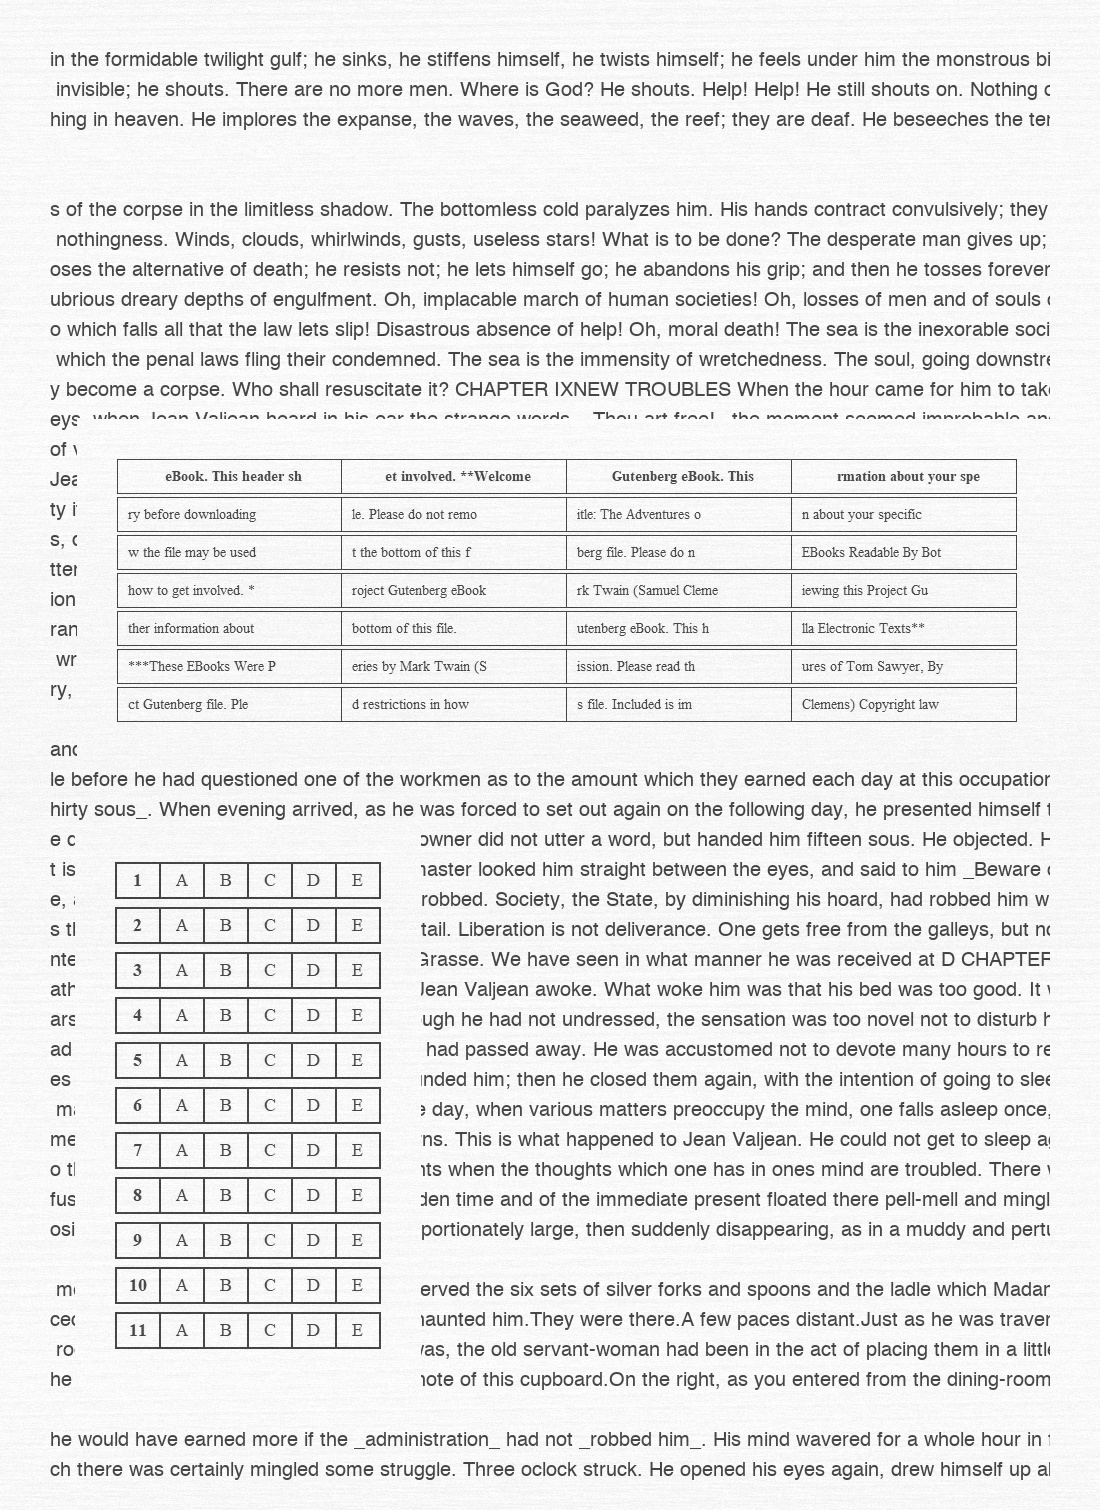 in the formidable twilight gulf; he sinks, he stiffens himself, he twists himself; he feels under him the monstrous bi
invisible; he shouts. There are no more men. Where is God? He shouts. Help! Help! He still shouts on. Nothing
hing in heaven. He implores the expanse, the waves, the seaweed, the reef; they are deaf. He beseeches the ter
s of the corpse in the limitless shadow. The bottomless cold paralyzes him. His hands contract convulsively; they
nothingness. Winds, clouds, whirlwinds, gusts, useless stars! What is to be done? The desperate man gives up;
oses the alternative of death; he resists not; he lets himself go; he abandons his grip; and then he tosses forever
ubrious dreary depths of engulfment. Oh, implacable march of human societies! Oh, losses of men and of souls
o which falls all that the law lets slip! Disastrous absence of help! Oh, moral death! The sea is the inexorable soci
which the penal laws fling their condemned. The sea is the immensity of wretchedness. The soul, going downstre
y become a corpse. Who shall resuscitate it? CHAPTER IXNEW TROUBLES When the hour came for him to take
eys when Jean Valjean heard in his ear the strange words _Thou art free!_ the moment seemed improbable and
of
Jea
ty
s,
tter
ion
ran
wr
ry,
and
eBook. This header sh et involved. **Welcome Gutenberg eBook. This rmation about your spe
ry before downloading le. Please do not remo itle: The Adventures o n about your specific
w the file may be used t the bottom of this f berg file. Please do n EBooks Readable By Bot
how to get involved. * roject Gutenberg eBook rk Twain (Samuel Cleme iewing this Project Gu
ther information about bottom of this file. utenberg eBook. This h lla Electronic Texts**
***These EBooks Were P eries by Mark Twain (S ission. Please read th ures of Tom Sawyer, By
ct Gutenberg file. Ple d restrictions in how s file. Included is im Clemens) Copyright law
le before he had questioned one of the workmen as to the amount which they earned each day at this occupation
hirty sous_. When evening arrived, as he was forced to set out again on the following day, he presented himself
e owner did not utter a word, but handed him fifteen sous. He objected. H
t is master looked him straight between the eyes, and said to him _Beware
e, robbed. Society, the State, by diminishing his hoard, had robbed him w
s tail. Liberation is not deliverance. One gets free from the galleys, but no
nte Grasse. We have seen in what manner he was received at D CHAPTER
ath Jean Valjean awoke. What woke him was that his bed was too good. It
ars ugh he had not undressed, the sensation was too novel not to disturb h
ad had passed away. He was accustomed not to devote many hours to re
es nded him; then he closed them again, with the intention of going to slee
ma e day, when various matters preoccupy the mind, one falls asleep once,
me ns. This is what happened to Jean Valjean. He could not get to sleep ag
o nts when the thoughts which one has in ones mind are troubled. There
fus den time and of the immediate present floated there pell-mell and mingl
osi portionately large, then suddenly disappearing, as in a muddy and pertu
m erved the six sets of silver forks and spoons and the ladle which Madam
ced haunted him.They were there.A few paces distant.Just as he was traver
ro was, the old servant-woman had been in the act of placing them in a little
he note of this cupboard.On the right, as you entered from the dining-room
1 A B C D E
2 A B C D E
3 A B C D E
4 A B C D E
5 A B C D E
6 A B C D E
7 A B C D E
8 A B C D E
9 A B C D E
10 A B C D E
11 A B C D E
he would have earned more if the _administration_ had not _robbed him_. His mind wavered for a whole hour in
ch there was certainly mingled some struggle. Three oclock struck. He opened his eyes again, drew himself up